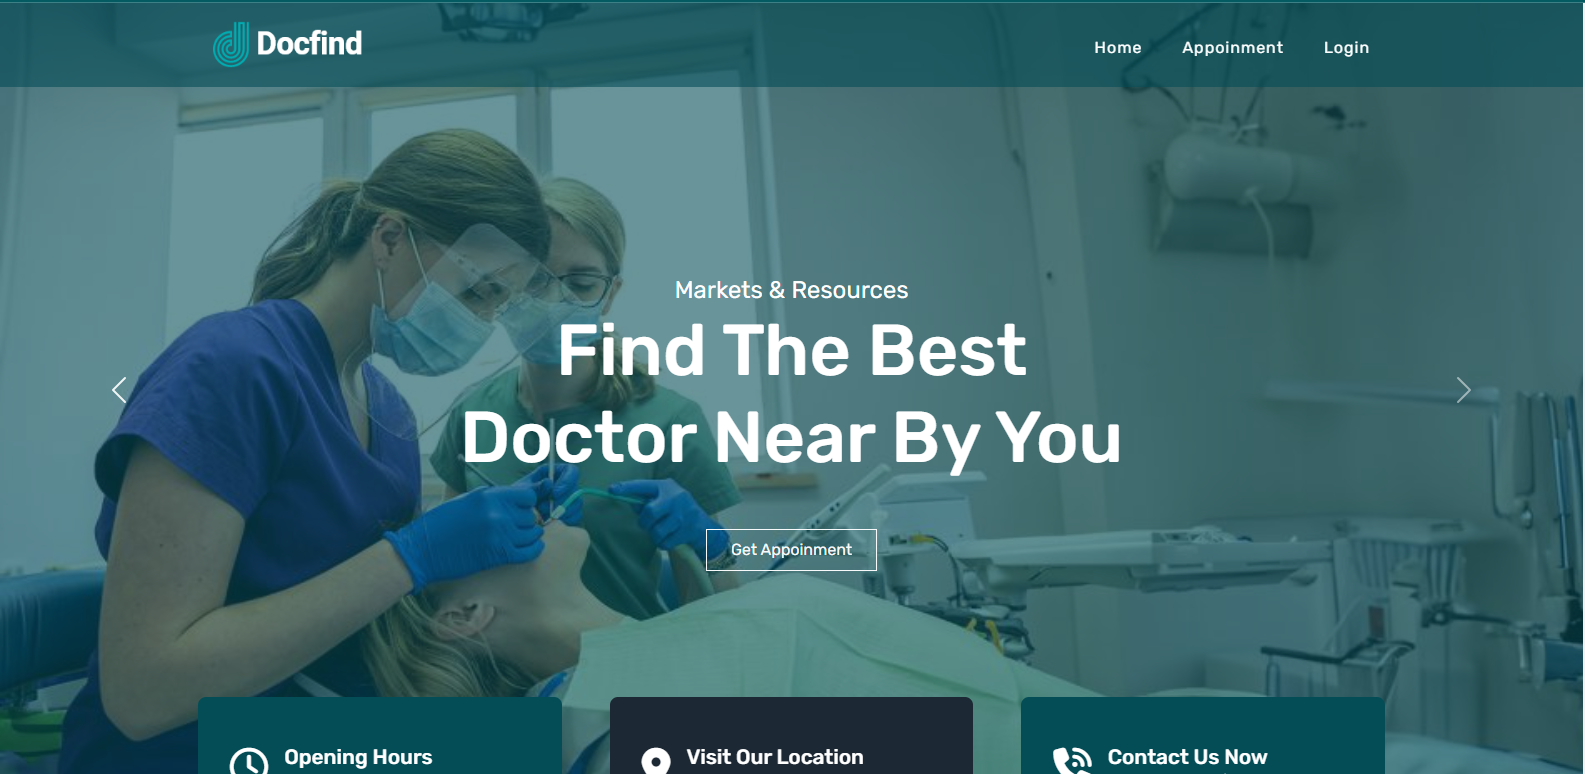 Docfind
Home
Appoinment
Login
Markets & Resources
Find The Best
Doctor Near By You
Get Appoinment
Opening Hours
Visit Our Location
Contact Us Now